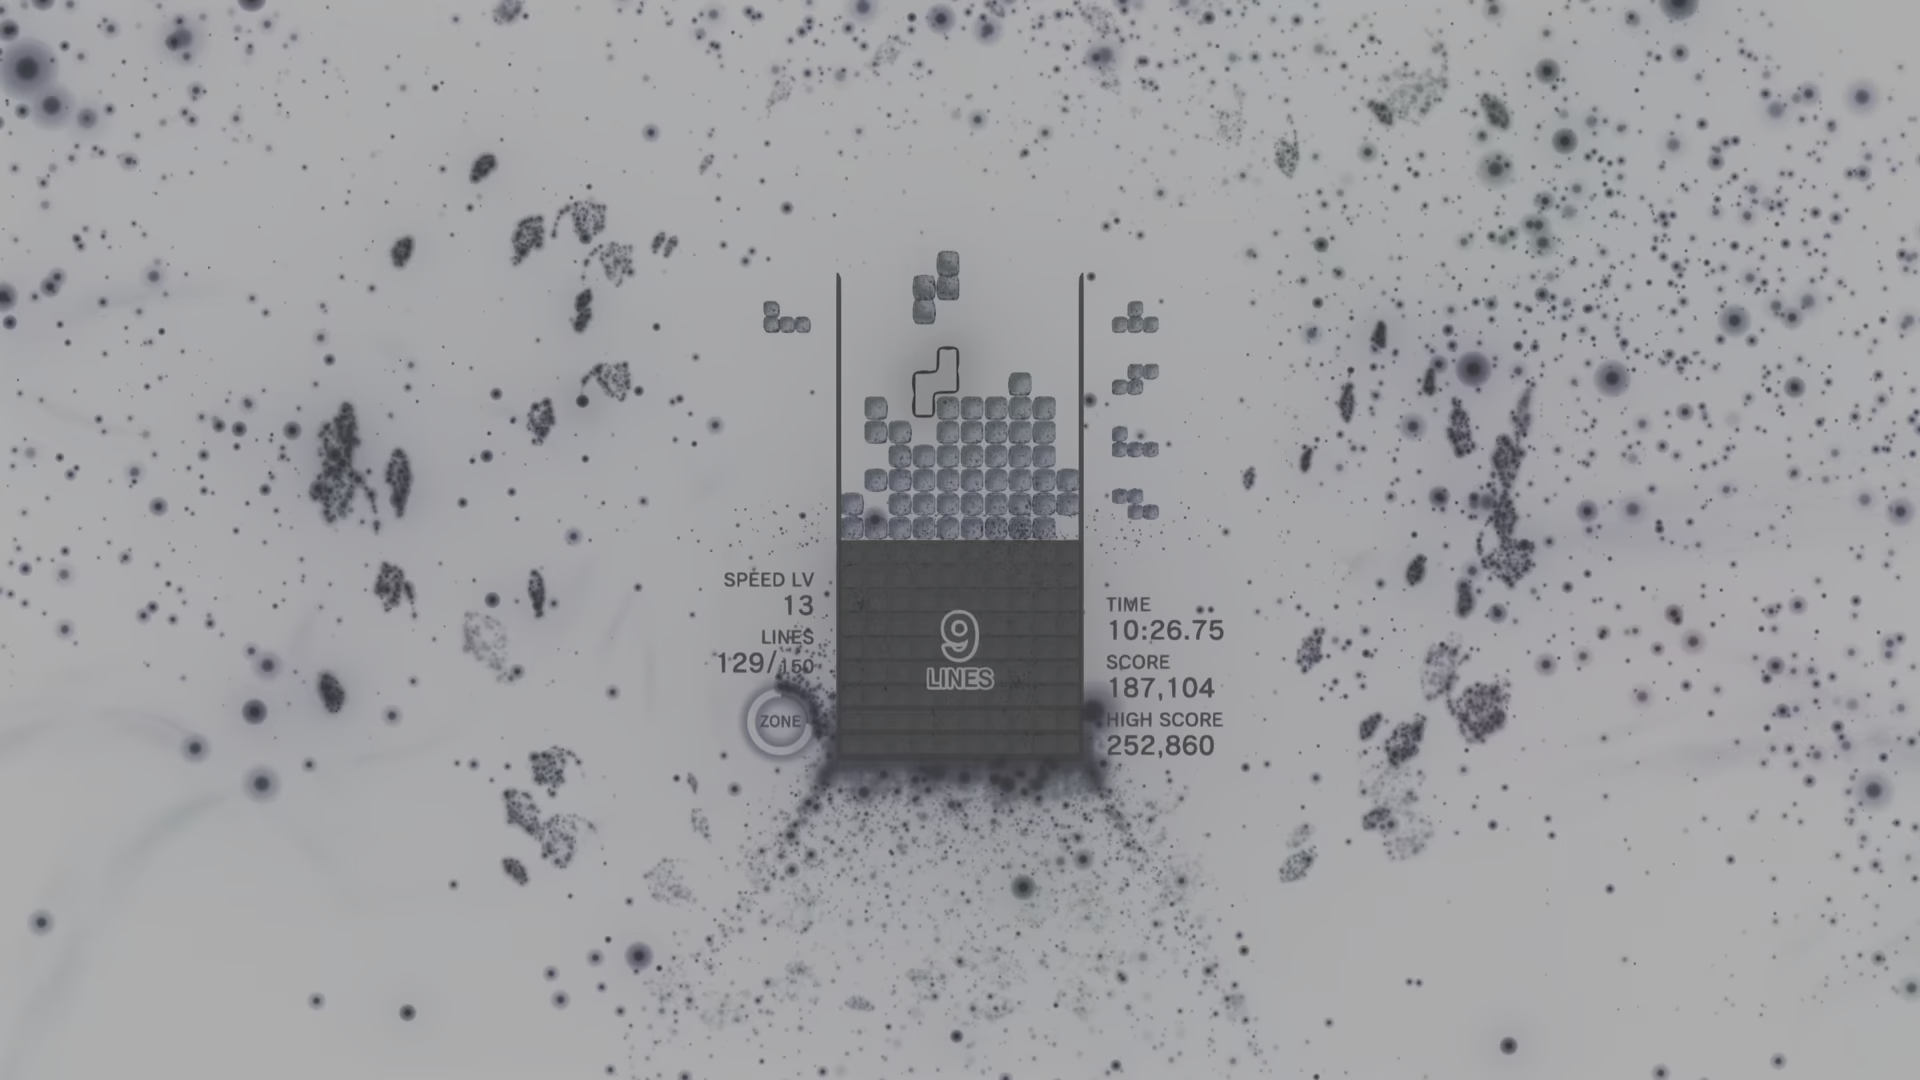 SPEED LV
13
LINES
129/150
ZONE
9
LINES
TIME
10:26.75
SCORE
187,104
HIGH SCORE
252,860